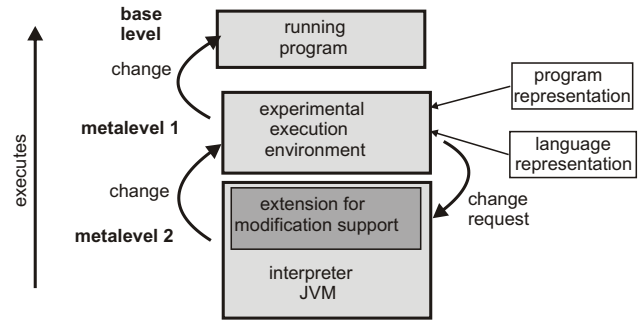 base
level
running
program
change
program
representation
metalevel 1
experimental
execution
environment
language
representation
executes
change
change
request
extension for
modification support
metalevel 2
interpreter
JVM